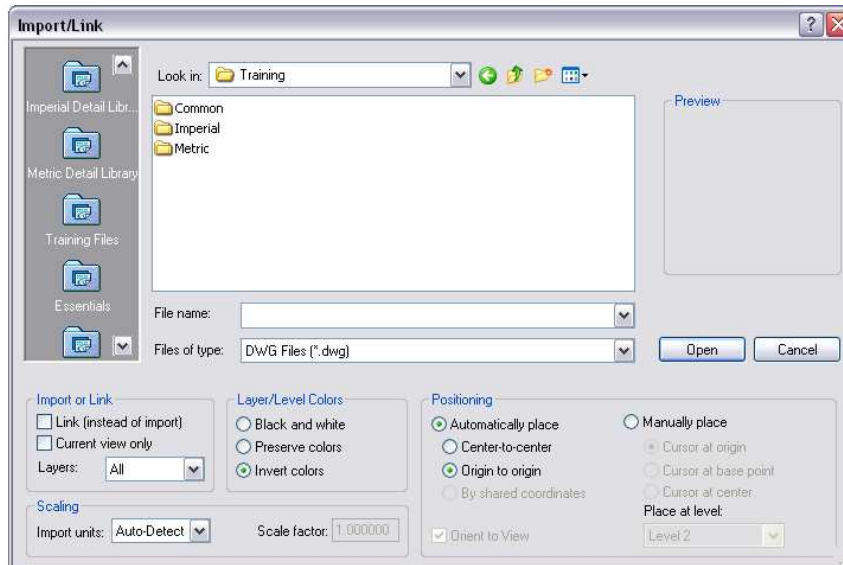 Import/Link
Imperial Detail Libr...
Metric Detail Library
Training Files
Essentials
Look in: Training
Common
Imperial
Metric
Preview
File name:
Files of type: DWG Files (*.dwg)
Open Cancel
Import or Link
Link (instead of import)
Current view only
Layers: All
Layer/Level Colors
Black and white
Preserve colors
Invert colors
Positioning
Automatically place
Center-to-center
Origin to origin
By shared coordinates
Orient to View
Manually place
Cursor at origin
Cursor at base point
Cursor at center
Place at level:
Level 2
Scaling
Import units: Auto-Detect Scale factor: 1.000000